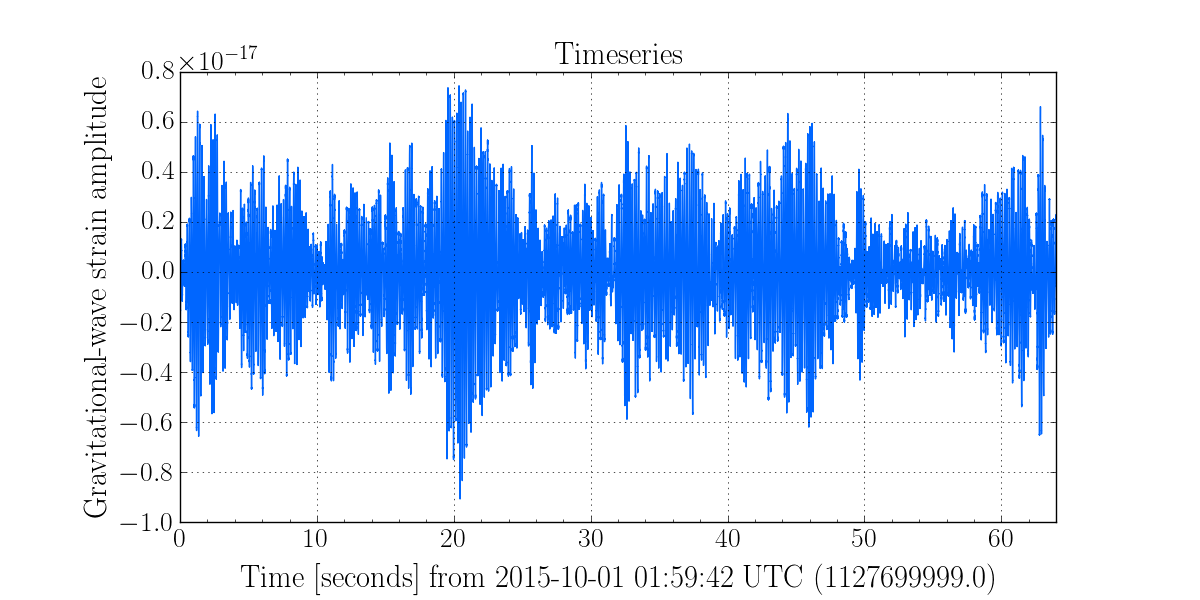 Timeseries
×10⁻¹⁷
0.8
0.6
0.4
0.2
0.0
−0.2
−0.4
−0.6
−0.8
−1.0
Gravitational-wave strain amplitude
0 10 20 30 40 50 60
Time [seconds] from 2015-10-01 01:59:42 UTC (1127699999.0)